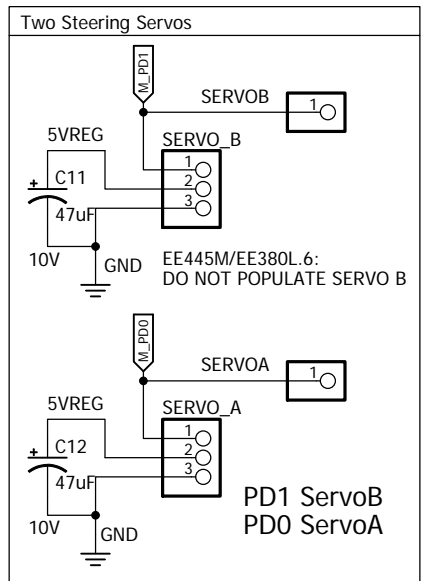 Two Steering Servos
M_PD1
SERVOB
1
5VREG
SERVO_B
1
2
3
+
C11
47uF
10V
GND
EE445M/EE380L.6:
DO NOT POPULATE SERVO B
M_PD0
SERVOA
1
5VREG
SERVO_A
1
2
3
+
C12
47uF
10V
GND
PD1 ServoB
PD0 ServoA